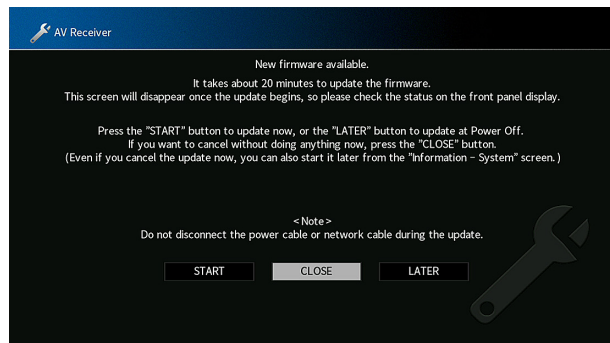 AV Receiver
New firmware available.
It takes about 20 minutes to update the firmware.
This screen will disappear once the update begins, so please check the status on the front panel display.
Press the "START" button to update now, or the "LATER" button to update at Power Off.
If you want to cancel without doing anything now, press the "CLOSE" button.
(Even if you cancel the update now, you can also start it later from the "Information – System" screen.)
<Note>
Do not disconnect the power cable or network cable during the update.
START CLOSE LATER